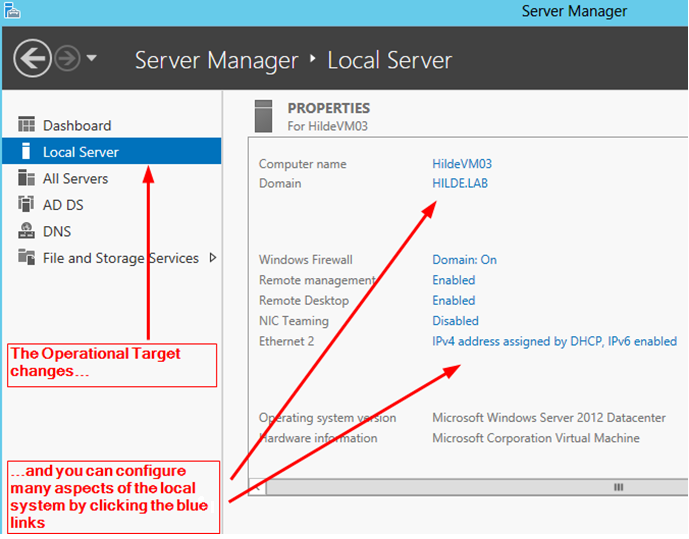 Server Manager
Server Manager ‣ Local Server
Dashboard
Local Server
All Servers
AD DS
DNS
File and Storage Services
PROPERTIES
For HildeVM03
Computer name HildeVM03
Domain HILDE.LAB
Windows Firewall Domain: On
Remote management Enabled
Remote Desktop Enabled
NIC Teaming Disabled
Ethernet 2 IPv4 address assigned by DHCP, IPv6 enabled
Operating system version Microsoft Windows Server 2012 Datacenter
Hardware information Microsoft Corporation Virtual Machine
The Operational Target
changes…
…and you can configure
many aspects of the local
system by clicking the blue
links